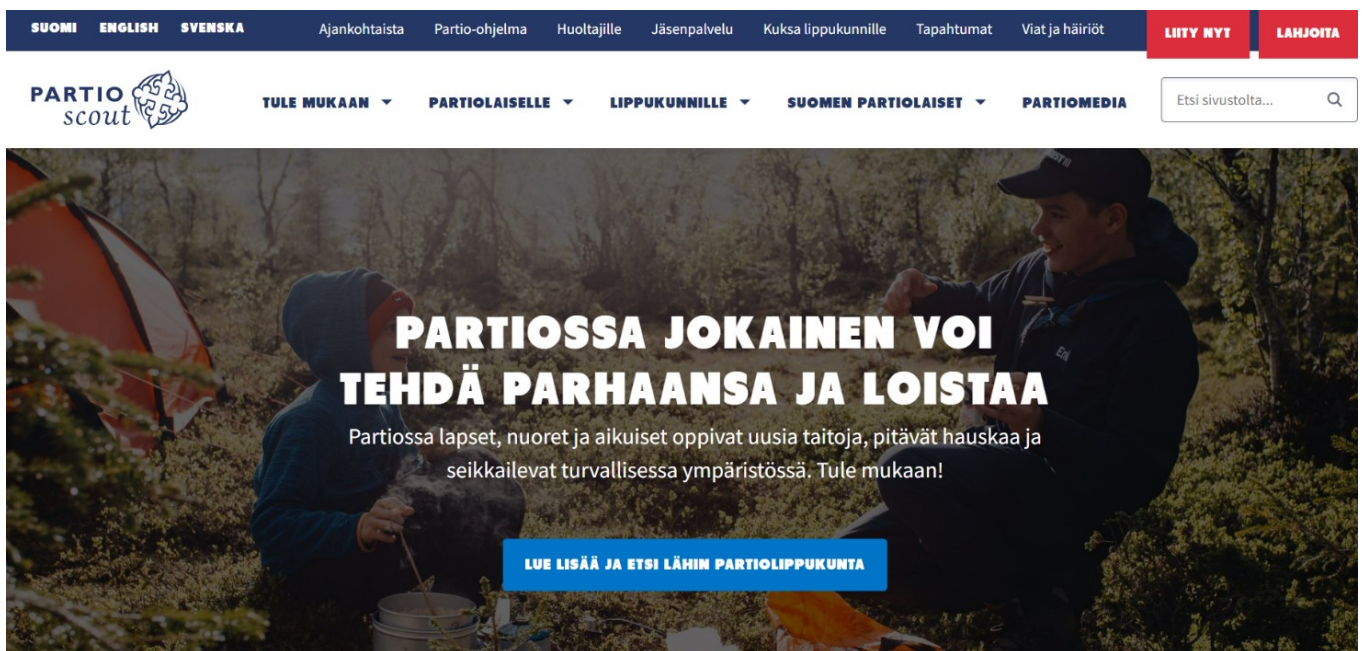 SUOMI ENGLISH SVENSKA Ajankohtaista Partio-ohjelma Huoltajille Jäsenpalvelu Kuksa lippukunnille Tapahtumat Viat ja häiriöt LIITY NYT LAHJOITA
PARTIO
scout
TULE MUKAAN PARTIOLAISELLE LIPPUKUNNILLE SUOMEN PARTIOLAISET PARTIOMEDIA Etsi sivustolta...
PARTIOSSA JOKAINEN VOI
TEHDÄ PARHAANSA JA LOISTAA
Partiossa lapset, nuoret ja aikuiset oppivat uusia taitoja, pitävät hauskaa ja
seikkailevat turvallisessa ympäristössä. Tule mukaan!
LUE LISÄÄ JA ETSI LÄHIN PARTIOLIPPUKUNTA